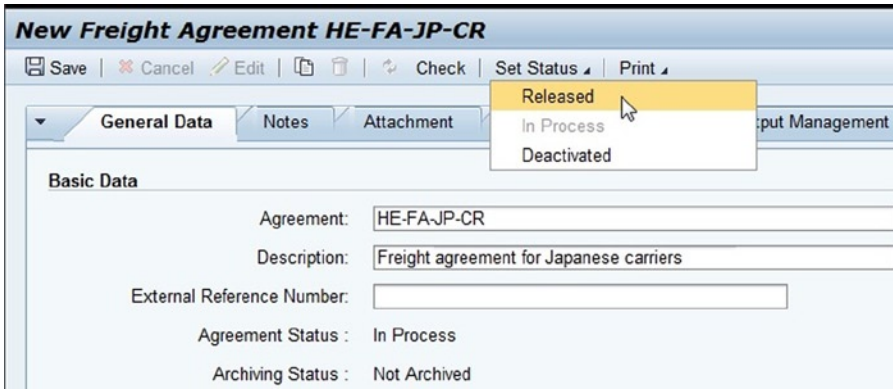 New Freight Agreement HE-FA-JP-CR
Save Cancel Edit Check Set Status Print
Released
In Process
Deactivated
General Data Notes Attachment put Management
Basic Data
Agreement: HE-FA-JP-CR
Description: Freight agreement for Japanese carriers
External Reference Number:
Agreement Status : In Process
Archiving Status : Not Archived